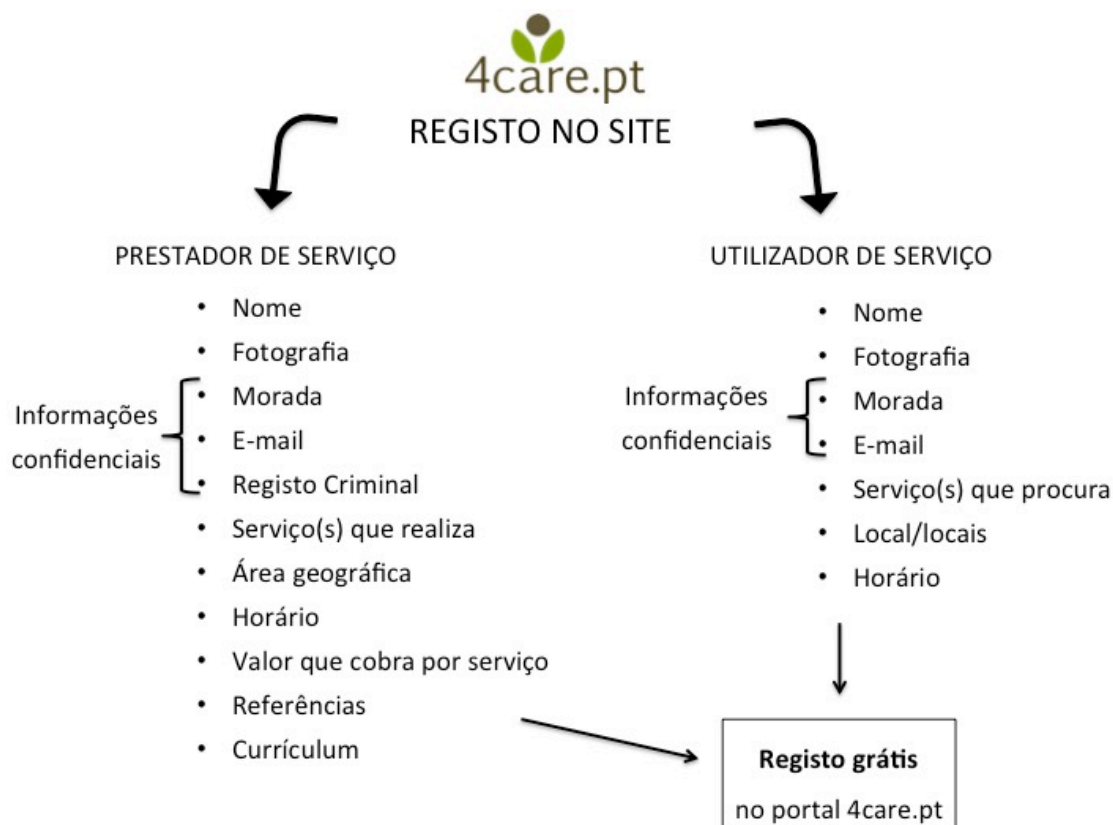 4care.pt
REGISTO NO SITE
PRESTADOR DE SERVIÇO
• Nome
• Fotografia
• Morada
• E-mail
• Registo Criminal
• Serviço(s) que realiza
• Área geográfica
• Horário
• Valor que cobra por serviço
• Referências
• Currículum
Informações
confidenciais
UTILIZADOR DE SERVIÇO
• Nome
• Fotografia
• Morada
• E-mail
• Serviço(s) que procura
• Local/locais
• Horário
Informações
confidenciais
Registo grátis
no portal 4care.pt